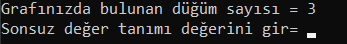 Grafınızda bulunan düğüm sayısı = 3
Sonsuz değer tanımı değerini gir=